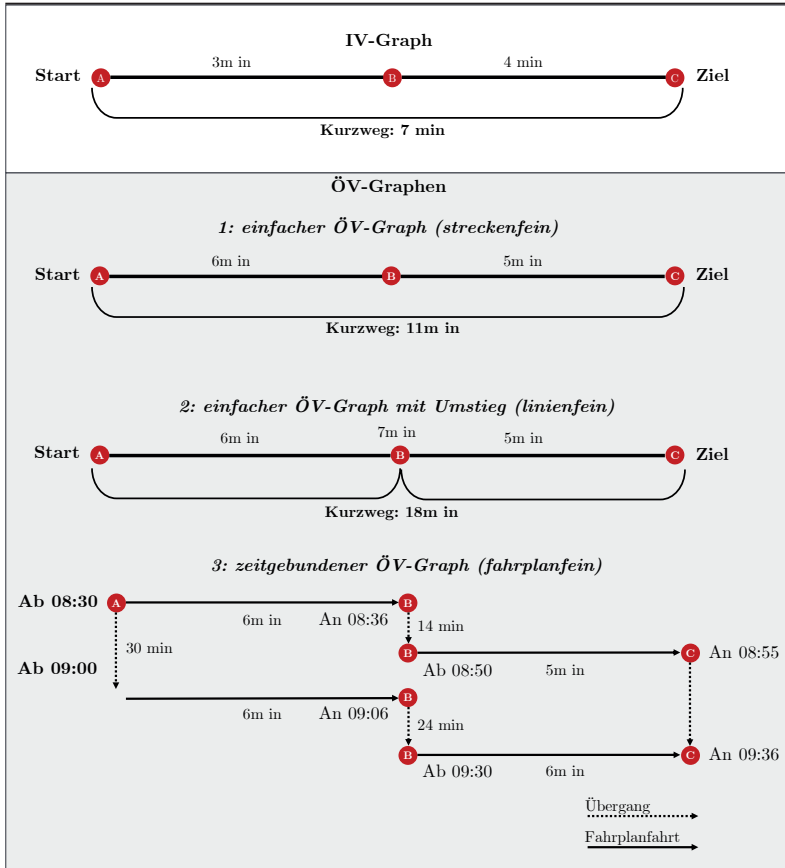 IV-Graph
3m in 4 min
Start A B C Ziel
Kurzweg: 7 min
ÖV-Graphen
1: einfacher ÖV-Graph (streckenfein)
6m in 5m in
Start A B C Ziel
Kurzweg: 11m in
2: einfacher ÖV-Graph mit Umstieg (linienfein)
6m in 7m in 5m in
Start A B C Ziel
Kurzweg: 18m in
3: zeitgebundener ÖV-Graph (fahrplanfein)
Ab 08:30 A B
6m in An 08:36 14 min
30 min B C An 08:55
Ab 09:00 Ab 08:50 5m in
B
6m in An 09:06 24 min
B C An 09:36
Ab 09:30 6m in
Übergang
Fahrplanfahrt